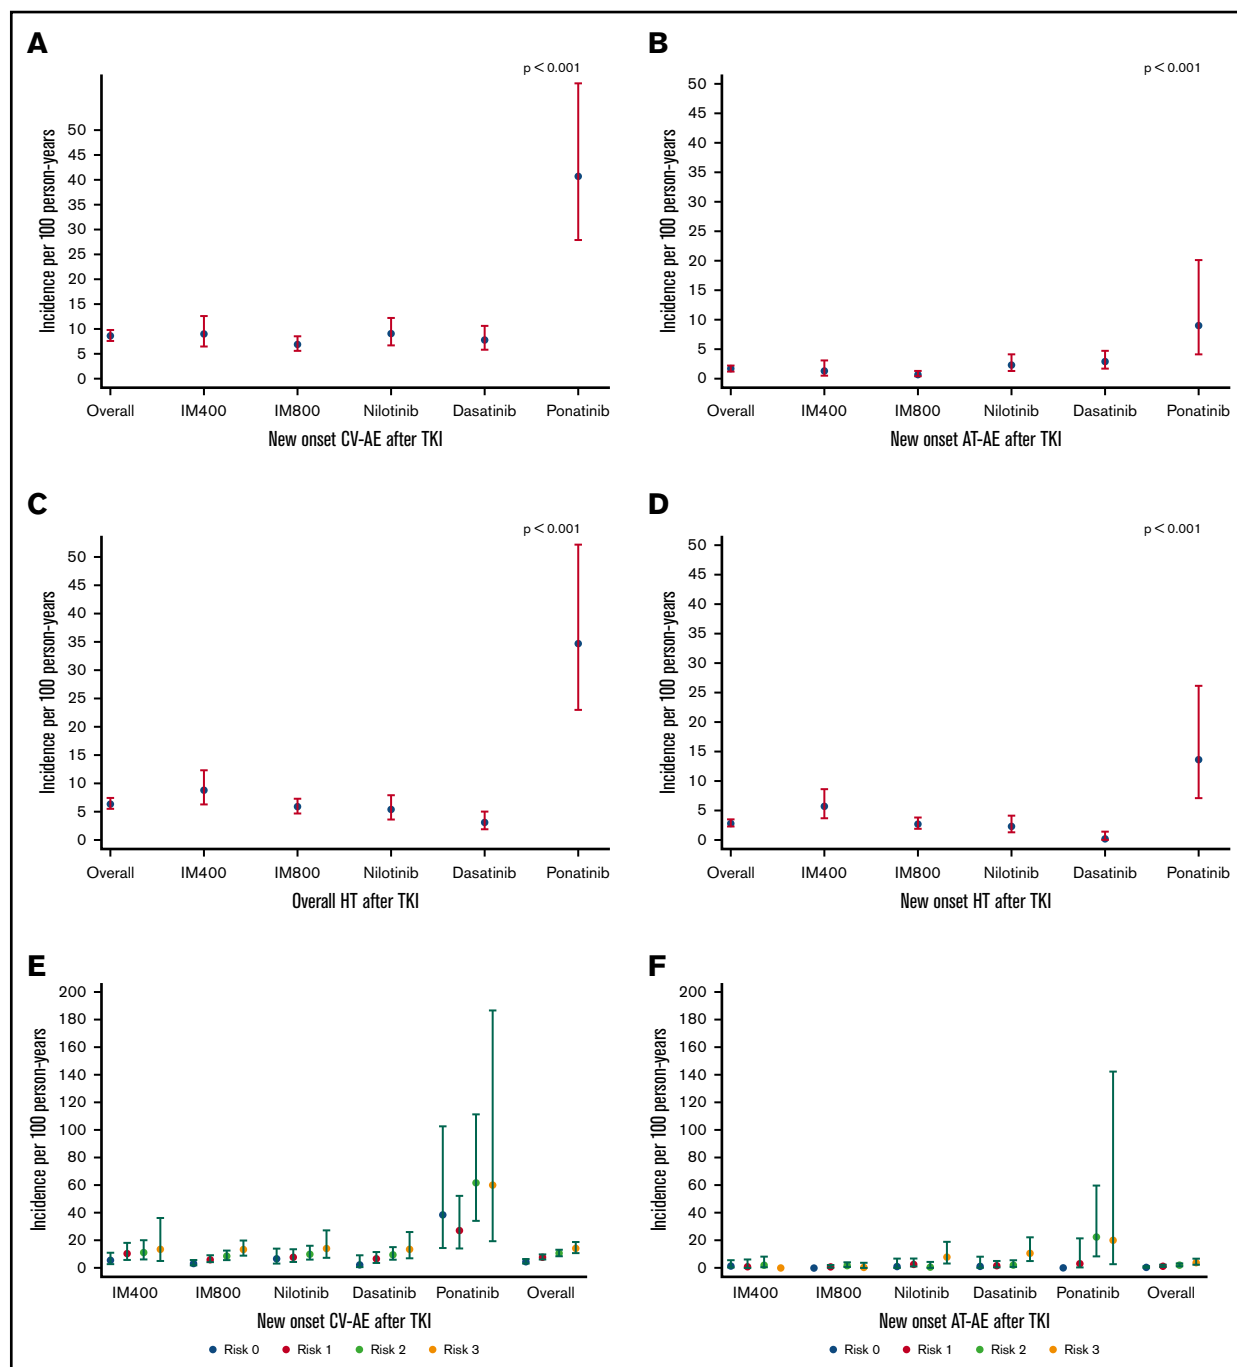 A
p < 0.001
Incidence per 100 person-years
50
45
40
35
30
25
20
15
10
5
0
Overall IM400 IM800 Nilotinib Dasatinib Ponatinib
New onset CV-AE after TKI
B
p < 0.001
Incidence per 100 person-years
50
45
40
35
30
25
20
15
10
5
0
Overall IM400 IM800 Nilotinib Dasatinib Ponatinib
New onset AT-AE after TKI
C
p < 0.001
Incidence per 100 person-years
50
45
40
35
30
25
20
15
10
5
0
Overall IM400 IM800 Nilotinib Dasatinib Ponatinib
Overall HT after TKI
D
p < 0.001
Incidence per 100 person-years
50
45
40
35
30
25
20
15
10
5
0
Overall IM400 IM800 Nilotinib Dasatinib Ponatinib
New onset HT after TKI
E
Incidence per 100 person-years
200
180
160
140
120
100
80
60
40
20
0
IM400 IM800 Nilotinib Dasatinib Ponatinib Overall
New onset CV-AE after TKI
Risk 0 Risk 1 Risk 2 Risk 3
F
Incidence per 100 person-years
200
180
160
140
120
100
80
60
40
20
0
IM400 IM800 Nilotinib Dasatinib Ponatinib Overall
New onset AT-AE after TKI
Risk 0 Risk 1 Risk 2 Risk 3